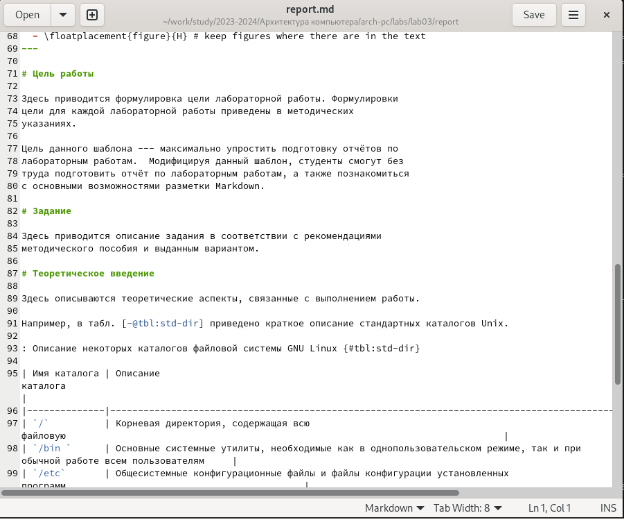 Open
report.md
~/work/study/2023-2024/Архитектура компьютера/arch-pc/labs/lab03/report
Save
68 - \floatplacement{figure}{H} # keep figures where there are in the text
69 ---
70
71 # Цель работы
72
73 Здесь приводится формулировка цели лабораторной работы. Формулировки
74 цели для каждой лабораторной работы приведены в методических
75 указаниях.
76
77 Цель данного шаблона --- максимально упростить подготовку отчётов по
78 лабораторным работам.  Модифицируя данный шаблон, студенты смогут без
79 труда подготовить отчёт по лабораторным работам, а также познакомиться
80 с основными возможностями разметки Markdown.
81
82 # Задание
83
84 Здесь приводится описание задания в соответствии с рекомендациями
85 методического пособия и выданным вариантом.
86
87 # Теоретическое введение
88
89 Здесь описываются теоретические аспекты, связанные с выполнением работы.
90
91 Например, в табл. [-@tbl:std-dir] приведено краткое описание стандартных каталогов Unix.
92
93 : Описание некоторых каталогов файловой системы GNU Linux {#tbl:std-dir}
94
95 | Имя каталога | Описание
каталога
|
96 |--------------|--------------------------------------------------------------------------------------
97 | `/`          | Корневая директория, содержащая всю
файловую |
98 | `/bin `      | Основные системные утилиты, необходимые как в однопользовательском режиме, так и при
обычной работе всем пользователям |
99 | `/etc`       | Общесистемные конфигурационные файлы и файлы конфигурации установленных
программ |
Markdown Tab Width: 8 Ln 1, Col 1 INS